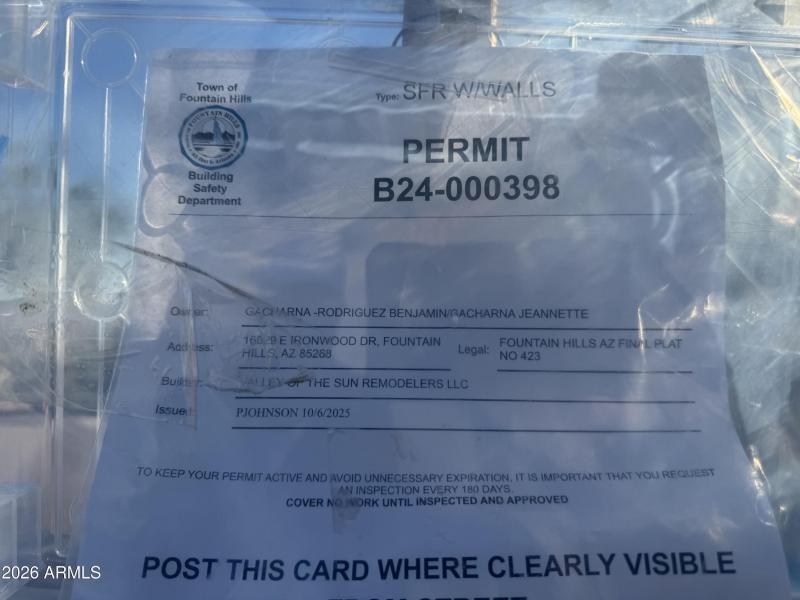 Town of
Fountain Hills
FOUNTAIN HILLS
Building
Safety
Department
Type: SFR W/WALLS
PERMIT
B24-000398
Owner: GACHARNA -RODRIGUEZ BENJAMIN/GACHARNA JEANNETTE
Address: E IRONWOOD DR, FOUNTAIN
HILLS, AZ 85268
Legal: FOUNTAIN HILLS AZ FINAL PLAT
NO 423
Builder: VALLEY OF THE SUN REMODELERS LLC
Issued: PJOHNSON 10/6/2025
TO KEEP YOUR PERMIT ACTIVE AND AVOID UNNECESSARY EXPIRATION, IT IS IMPORTANT THAT YOU REQUEST
AN INSPECTION EVERY 180 DAYS.
COVER NO WORK UNTIL INSPECTED AND APPROVED
POST THIS CARD WHERE CLEARLY VISIBLE
FROM STREET
2026 ARMLS